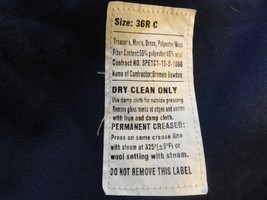 Size: 36R C
Trousers, Men's, Dress, Polyester/Wool
Fiber Content:55% polyester/45% wool
Contract NO. SPE1C1-13-D-1066
Name of Contractor:Bremen Bowdon
DRY CLEAN ONLY
Use damp cloth for outside pressing
Remove gloss marks at edges and seams
with iron and damp cloth.
PERMANENT CREASED:
Press on same crease line
with steam at 325°(±5°F) or
wool setting with steam.
DO NOT REMOVE THIS LABEL